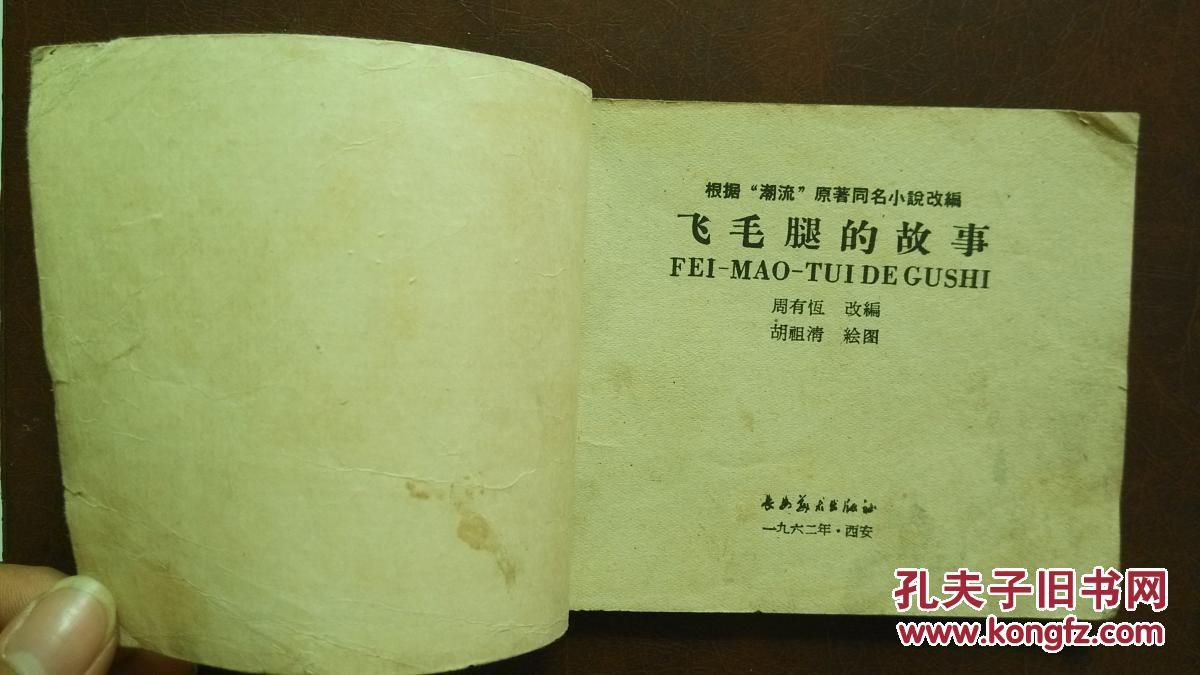 根据“潮流”原著同名小說改編
飞毛腿的故事
FEI-MAO-TUI DE GUSHI
周有恆 改編
胡祖清 絵图
长安美术出版社
一九六二年·西安
孔夫子旧书网
www.kongfz.com